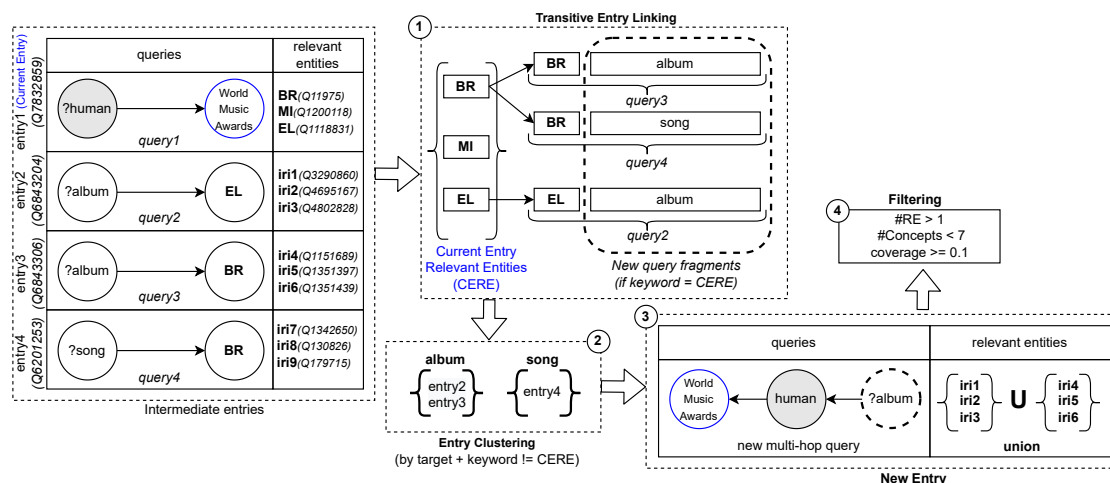 Transitive Entry Linking
1
queries
relevant
entities
entry1 (Current Entry)
(Q7832859)
?human
World
Music
Awards
query1
BR(Q11975)
MI(Q1200118)
EL(Q1118831)
entry2
(Q6843204)
?album
EL
query2
iri1(Q3290860)
iri2(Q4695167)
iri3(Q4802828)
entry3
(Q6843306)
?album
BR
query3
iri4(Q1151689)
iri5(Q1351397)
iri6(Q1351439)
entry4
(Q6201253)
?song
BR
query4
iri7(Q1342650)
iri8(Q130826)
iri9(Q179715)
Intermediate entries
BR
MI
EL
BR
album
query3
BR
song
query4
EL
album
query2
Current Entry
Relevant Entities
(CERE)
New query fragments
(if keyword = CERE)
2
album
entry2
entry3
song
entry4
Entry Clustering
(by target + keyword != CERE)
3
queries
relevant entities
World
Music
Awards
human
?album
new multi-hop query
iri1
iri2
iri3
U
iri4
iri5
iri6
union
New Entry
4
Filtering
#RE > 1
#Concepts < 7
coverage >= 0.1